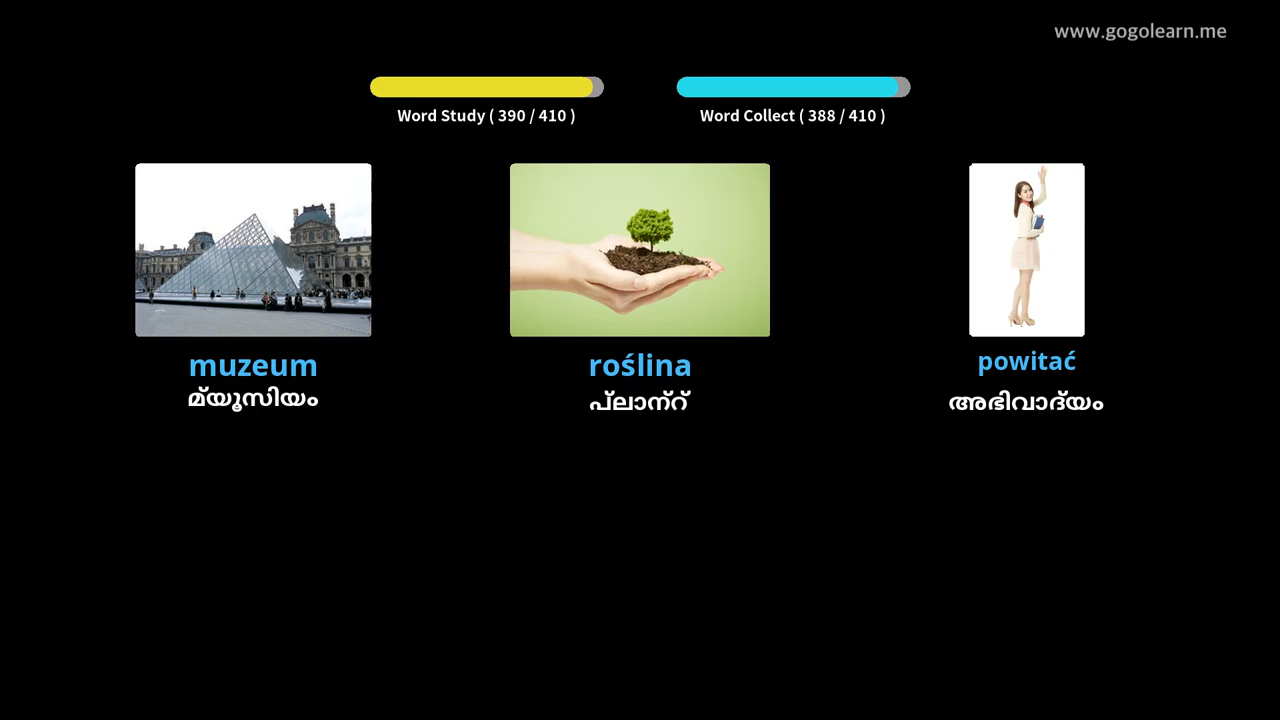 www.gogolearn.me
Word Study ( 390 / 410 )
Word Collect ( 388 / 410 )
muzeum
മ്യൂസിയം
roślina
പ്ലാന്റ്
powitać
അഭിവാദ്യം